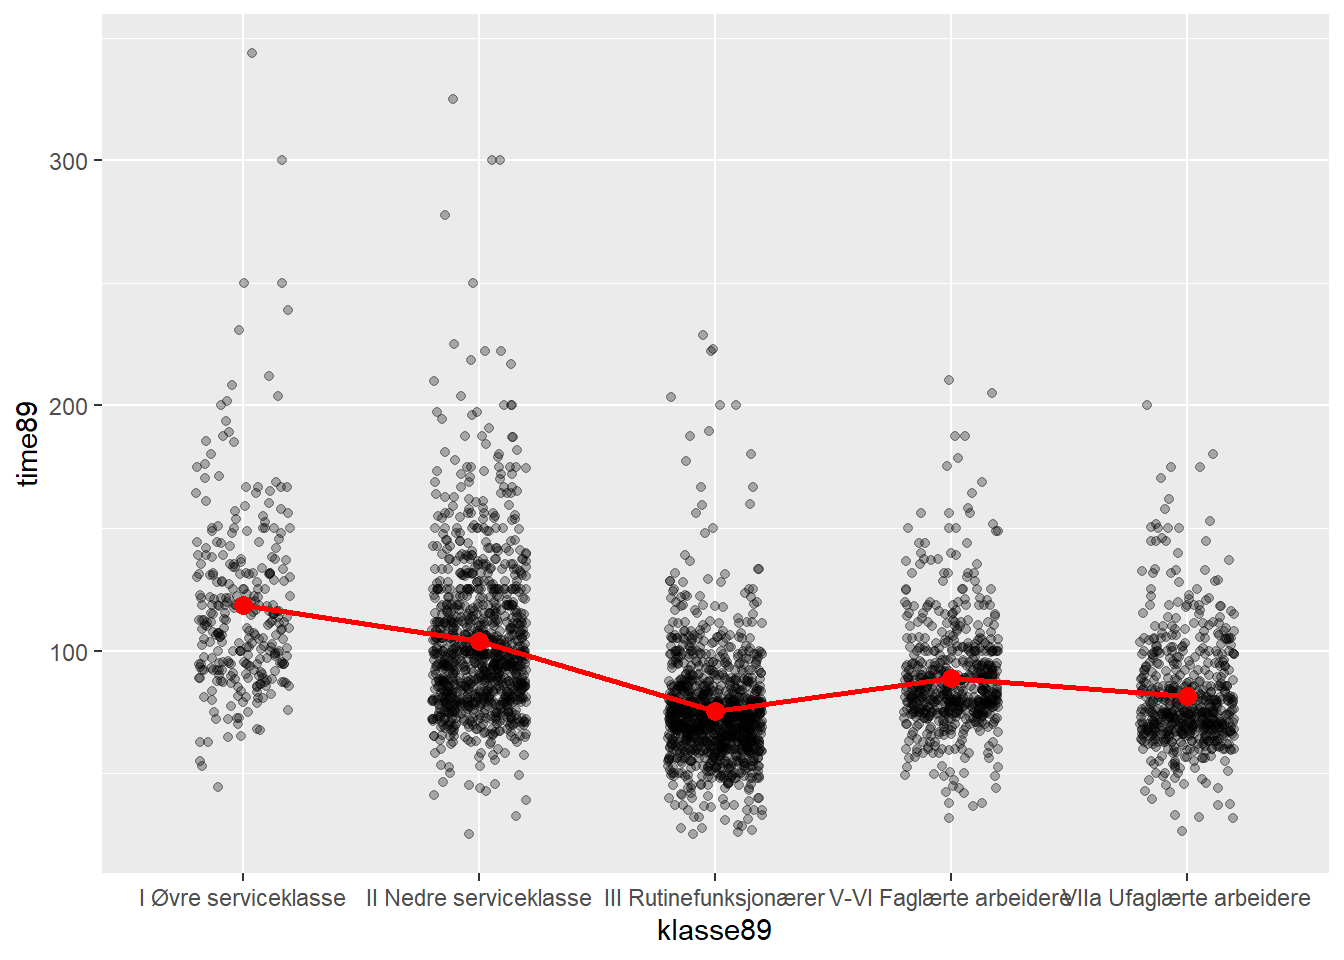 300
200
100
time89
I Øvre serviceklasse II Nedre serviceklasse III Rutinefunksjonærer V-VI Faglærte arbeidere VIIa Ufaglærte arbeidere
klasse89